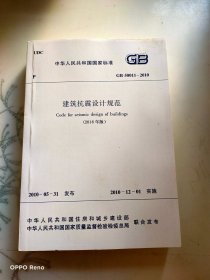 UDC
中华人民共和国国家标准 GB
P GB 50011-2010
建筑抗震设计规范
Code for seismic design of buildings
(2016年版)
2010-05-31 发布 2010-12-01 实施
中华人民共和国住房和城乡建设部
中华人民共和国国家质量监督检验检疫总局 联合发布
OPPO Reno